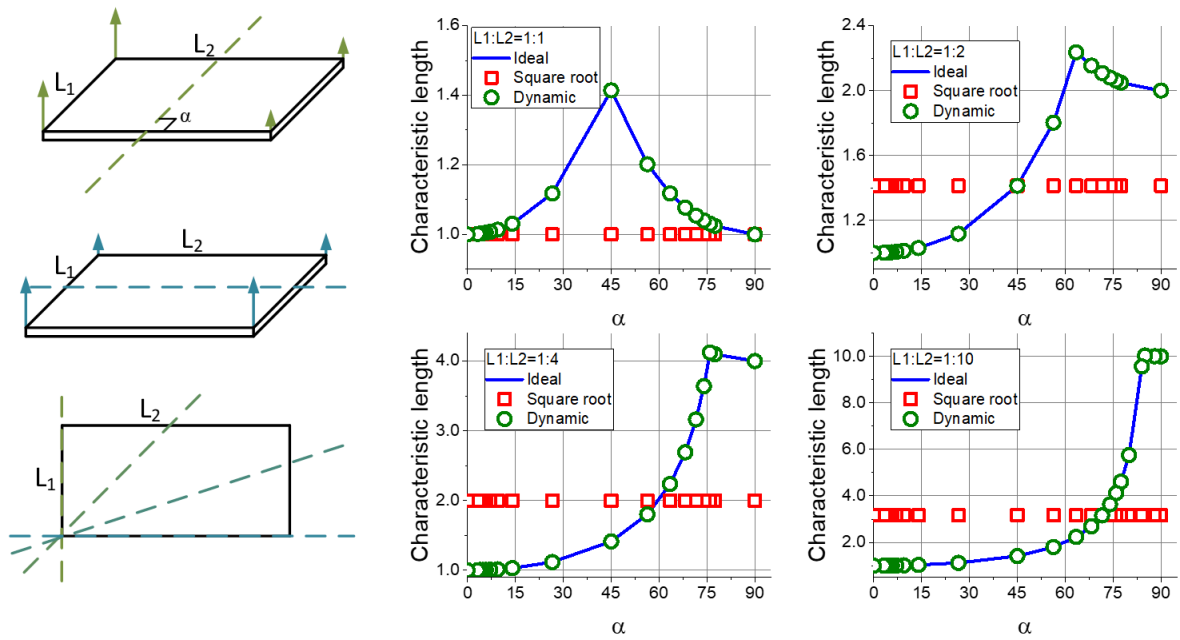 L2
L1
α
L2
L1
L2
L1
Characteristic length
1.6
1.4
1.2
1.0
L1:L2=1:1
Ideal
Square root
Dynamic
0 15 30 45 60 75 90
α
Characteristic length
2.4
2.0
1.6
1.2
L1:L2=1:2
Ideal
Square root
Dynamic
0 15 30 45 60 75 90
α
Characteristic length
4.0
3.0
2.0
1.0
L1:L2=1:4
Ideal
Square root
Dynamic
0 15 30 45 60 75 90
α
Characteristic length
10.0
8.0
6.0
4.0
2.0
L1:L2=1:10
Ideal
Square root
Dynamic
0 15 30 45 60 75 90
α